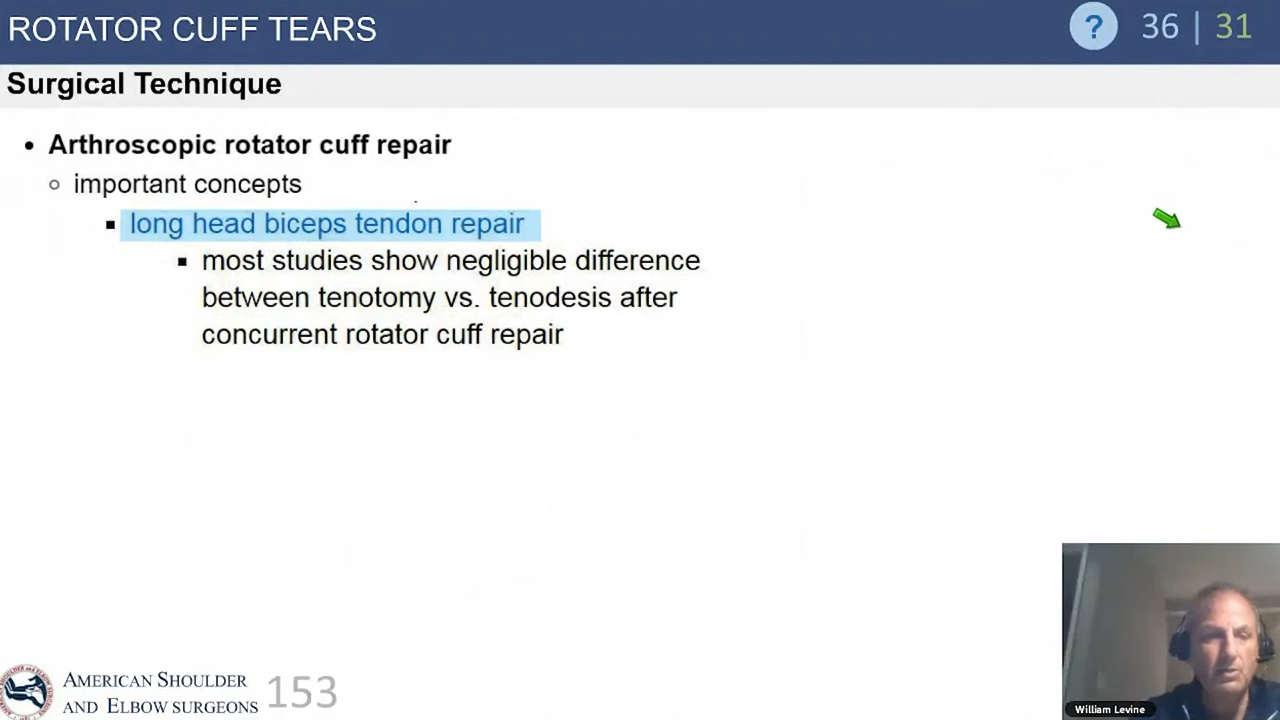 ROTATOR CUFF TEARS
? 36 | 31
Surgical Technique
• Arthroscopic rotator cuff repair
○ important concepts
▪ long head biceps tendon repair
▪ most studies show negligible difference
between tenotomy vs. tenodesis after
concurrent rotator cuff repair
AMERICAN SHOULDER
AND ELBOW SURGEONS
153
William Levine